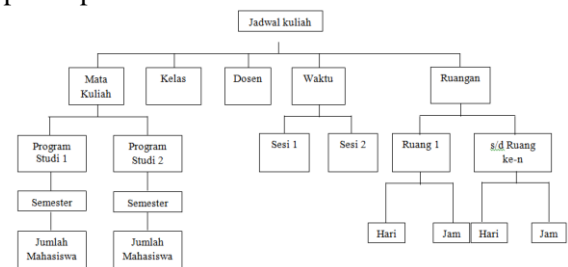 Jadwal kuliah
Mata
Kuliah
Kelas
Dosen
Waktu
Ruangan
Program
Studi 1
Program
Studi 2
Sesi 1
Sesi 2
Ruang 1
s/d Ruang
ke-n
Semester
Semester
Jumlah
Mahasiswa
Jumlah
Mahasiswa
Hari
Jam
Hari
Jam